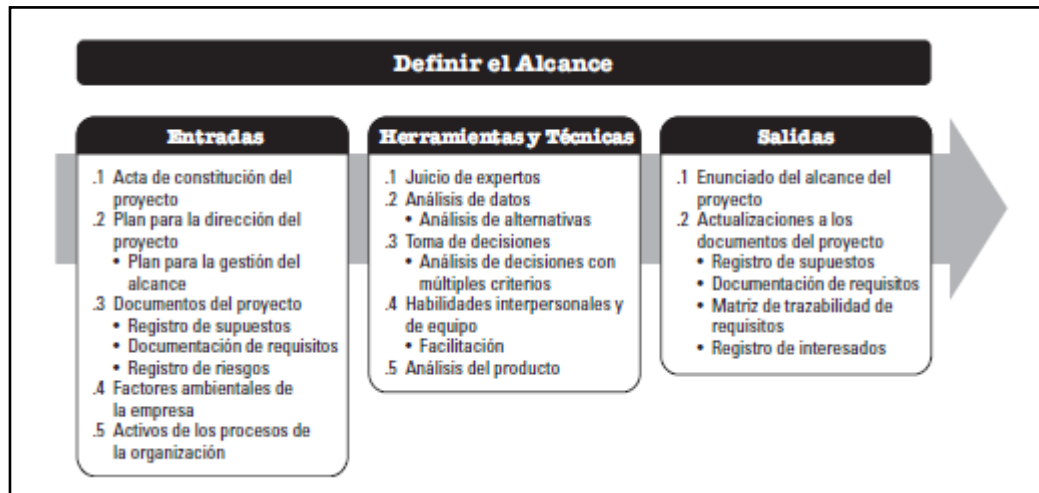 Definir el Alcance
Entradas
.1 Acta de constitución del
proyecto
.2 Plan para la dirección del
proyecto
• Plan para la gestión del
alcance
.3 Documentos del proyecto
• Registro de supuestos
• Documentación de requisitos
• Registro de riesgos
.4 Factores ambientales de
la empresa
.5 Activos de los procesos de
la organización
Herramientas y Técnicas
.1 Juicio de expertos
.2 Análisis de datos
• Análisis de alternativas
.3 Toma de decisiones
• Análisis de decisiones con
múltiples criterios
.4 Habilidades interpersonales y
de equipo
• Facilitación
.5 Análisis del producto
Salidas
.1 Enunciado del alcance del
proyecto
.2 Actualizaciones a los
documentos del proyecto
• Registro de supuestos
• Documentación de requisitos
• Matriz de trazabilidad de
requisitos
• Registro de interesados